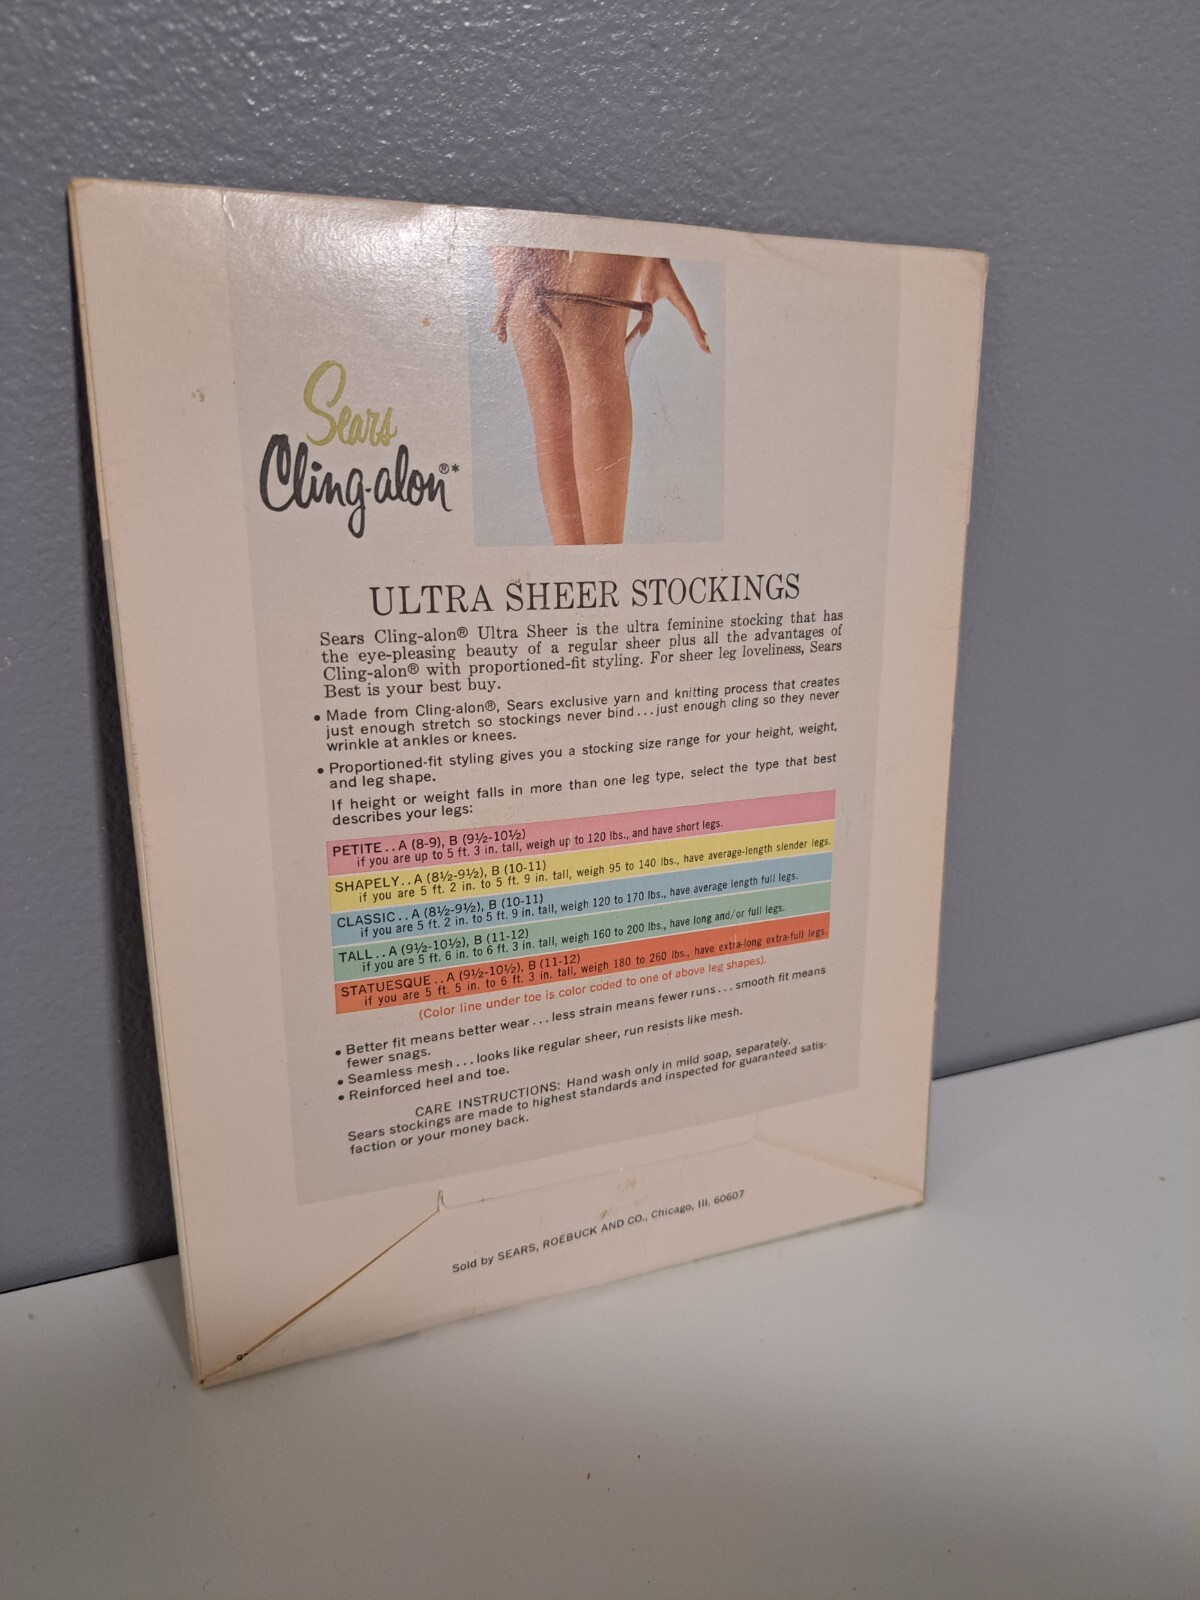 Sears
Cling-alon®*
ULTRA SHEER STOCKINGS
Sears Cling-alon® Ultra Sheer is the ultra feminine stocking that has
the eye-pleasing beauty of a regular sheer plus all the advantages of
Cling-alon® with proportioned-fit styling. For sheer leg loveliness, Sears
Best is your best buy.
• Made from Cling-alon®, Sears exclusive yarn and knitting process that creates
just enough stretch so stockings never bind...just enough cling so they never
wrinkle at ankles or knees.
• Proportioned-fit styling gives you a stocking size range for your height, weight,
and leg shape.
If height or weight falls in more than one leg type, select the type that best
describes your legs:
PETITE..A (8-9), B (9½-10½)
if you are up to 5 ft. 3 in. tall, weigh up to 120 lbs., and have short legs.
SHAPELY..A (8½-9½), B (10-11)
if you are 5 ft. 2 in. to 5 ft. 9 in. tall, weigh 95 to 140 lbs., have average-length slender legs.
CLASSIC..A (8½-9½), B (10-11)
if you are 5 ft. 2 in. to 5 ft. 9 in. tall, weigh 120 to 170 lbs., have average length full legs.
TALL..A (9½-10½), B (11-12)
if you are 5 ft. 6 in. to 6 ft. 3 in. tall, weigh 160 to 200 lbs., have long and/or full legs.
STATUESQUE..A (9½-10½), B (11-12)
if you are 5 ft. 5 in. to 6 ft. 3 in. tall, weigh 180 to 260 lbs., have extra-long extra-full legs.
(Color line under toe is color coded to one of above leg shapes).
• Better fit means better wear...less strain means fewer runs...smooth fit means
fewer snags.
• Seamless mesh...looks like regular sheer, run resists like mesh.
• Reinforced heel and toe.
CARE INSTRUCTIONS: Hand wash only in mild soap, separately.
Sears stockings are made to highest standards and inspected for guaranteed satis-
faction or your money back.
Sold by SEARS, ROEBUCK AND CO., Chicago, Ill. 60607